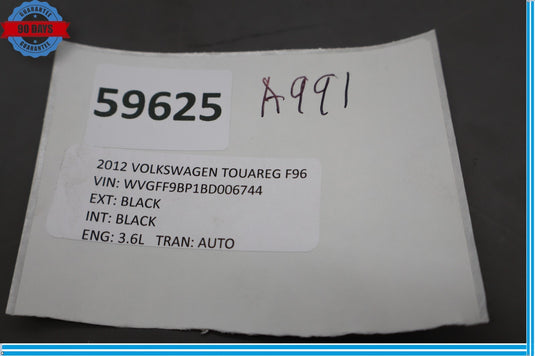 GUARANTEE
90 DAYS
GUARANTEE
59625
A991
2012 VOLKSWAGEN TOUAREG F96
VIN: WVGFF9BP1BD006744
EXT: BLACK
INT: BLACK
ENG: 3.6L TRAN: AUTO